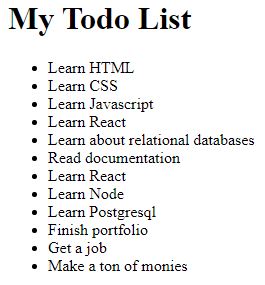 My Todo List
Learn HTML
Learn CSS
Learn Javascript
Learn React
Learn about relational databases
Read documentation
Learn React
Learn Node
Learn Postgresql
Finish portfolio
Get a job
Make a ton of monies